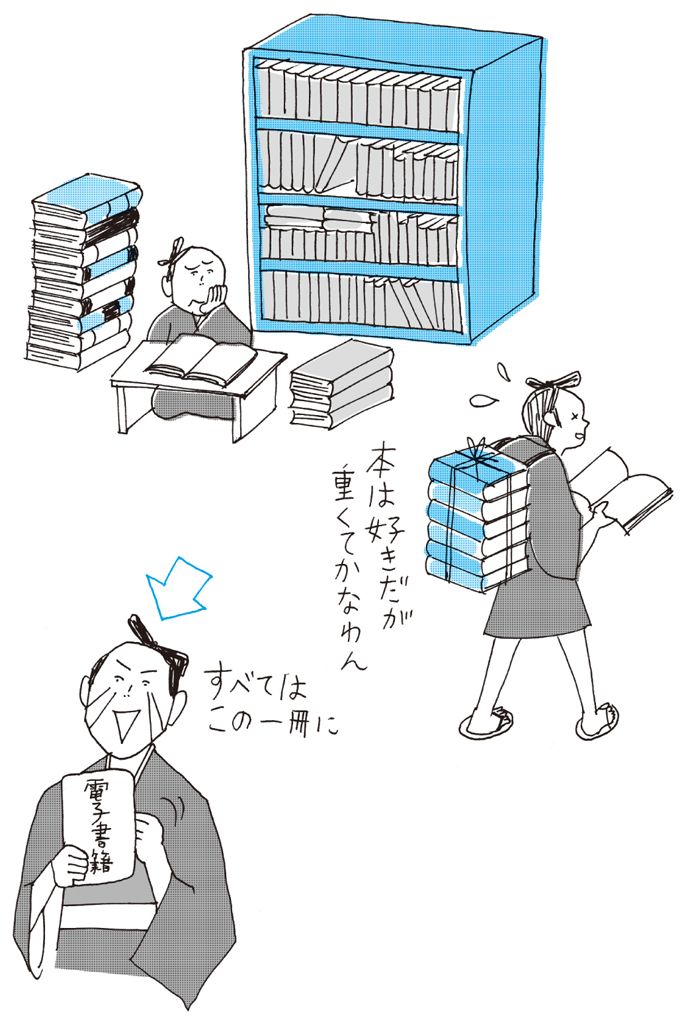 本は好きだが
重くてかなわん
すべては
この一冊に
電子書籍